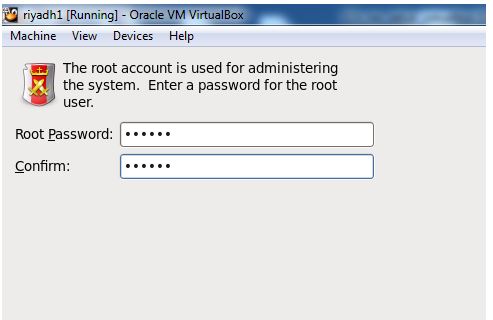 riyadh1 [Running] - Oracle VM VirtualBox
Machine View Devices Help
The root account is used for administering
the system. Enter a password for the root
user.
Root Password: ••••••
Confirm: ••••••